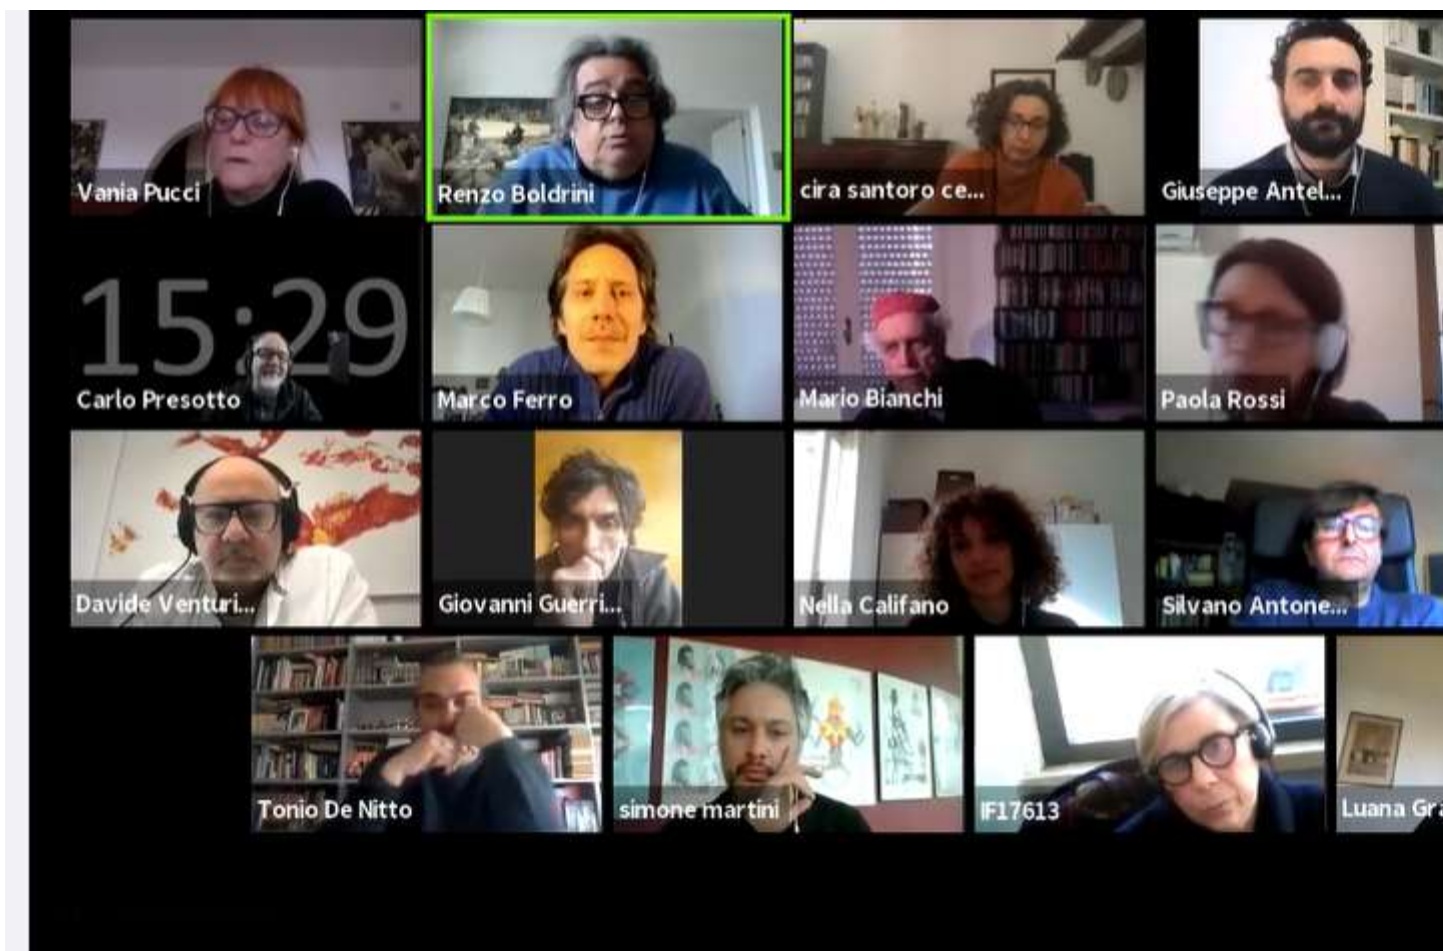 Vania Pucci
Renzo Boldrini
cira santoro ce...
Giuseppe Antel...
15:29
Carlo Presotto
Marco Ferro
Mario Bianchi
Paola Rossi
Davide Venturi...
Giovanni Guerri...
Nella Califano
Silvano Antone...
Tonio De Nitto
simone martini
IF17613
Luana Gra